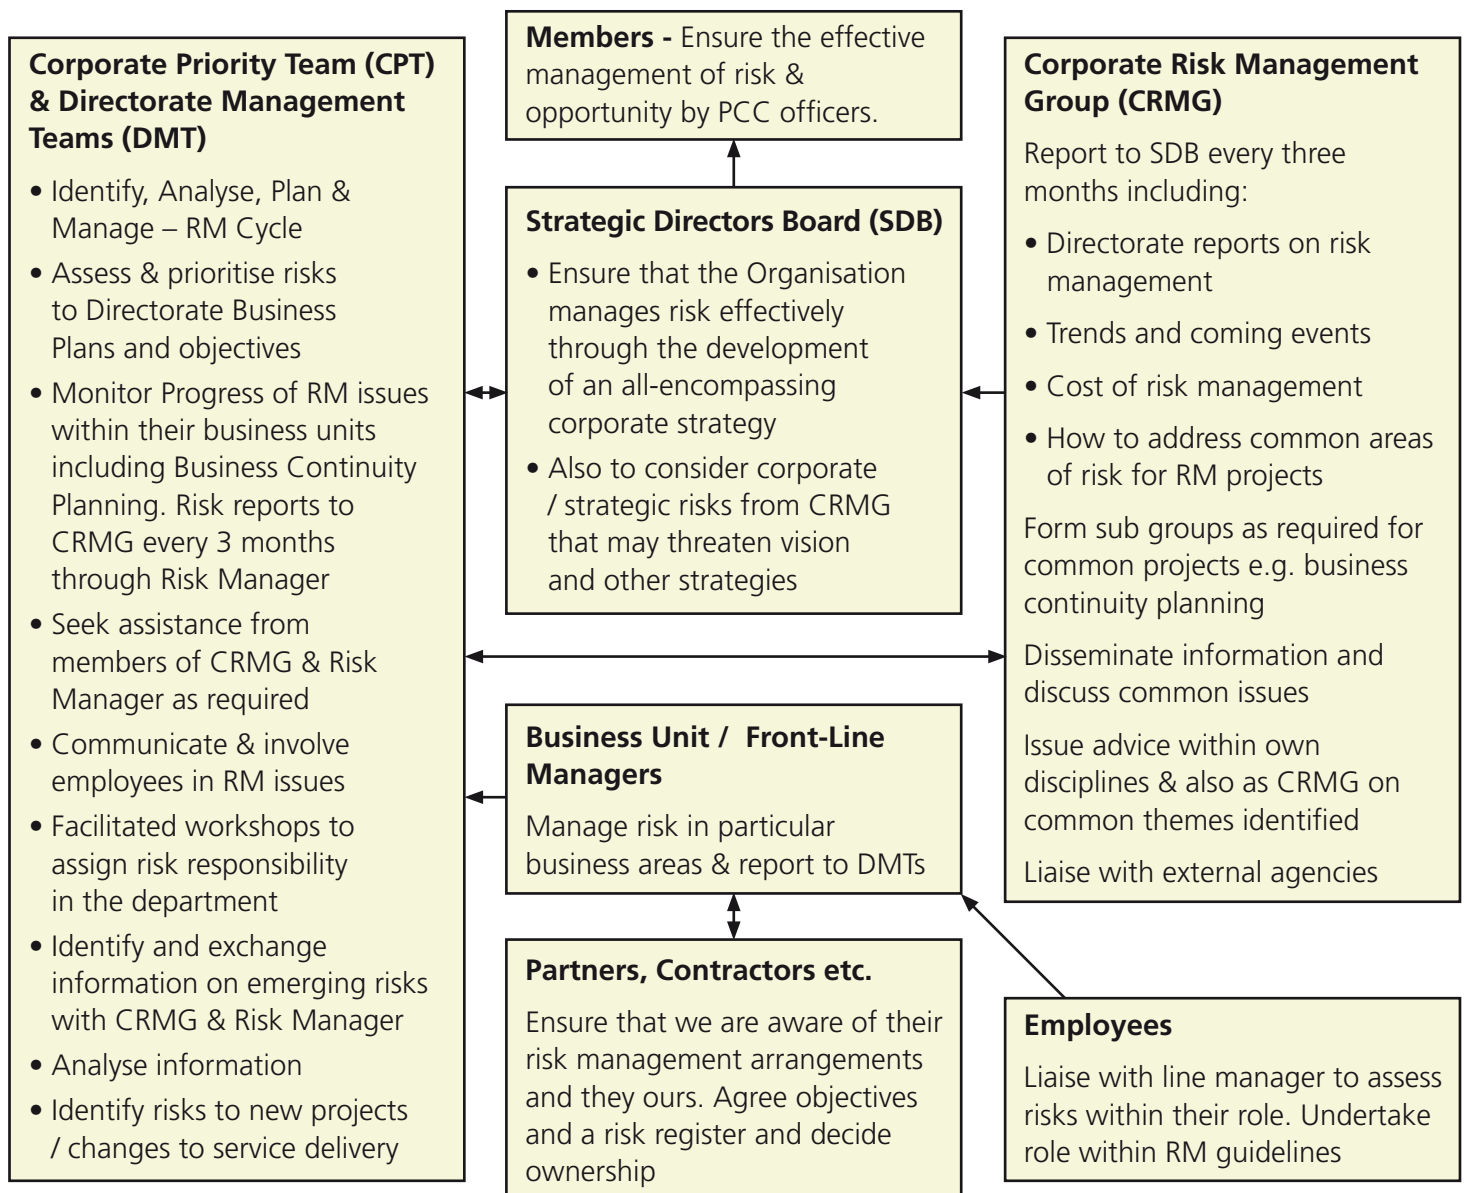 Corporate Priority Team (CPT)
& Directorate Management
Teams (DMT)
• Identify, Analyse, Plan &
Manage – RM Cycle
• Assess & prioritise risks
to Directorate Business
Plans and objectives
• Monitor Progress of RM issues
within their business units
including Business Continuity
Planning. Risk reports to
CRMG every 3 months
through Risk Manager
• Seek assistance from
members of CRMG & Risk
Manager as required
• Communicate & involve
employees in RM issues
• Facilitated workshops to
assign risk responsibility
in the department
• Identify and exchange
information on emerging risks
with CRMG & Risk Manager
• Analyse information
• Identify risks to new projects
/ changes to service delivery
Members - Ensure the effective
management of risk &
opportunity by PCC officers.
Strategic Directors Board (SDB)
• Ensure that the Organisation
manages risk effectively
through the development
of an all-encompassing
corporate strategy
• Also to consider corporate
/ strategic risks from CRMG
that may threaten vision
and other strategies
Business Unit / Front-Line
Managers
Manage risk in particular
business areas & report to DMTs
Partners, Contractors etc.
Ensure that we are aware of their
risk management arrangements
and they ours. Agree objectives
and a risk register and decide
ownership
Corporate Risk Management
Group (CRMG)
Report to SDB every three
months including:
• Directorate reports on risk
management
• Trends and coming events
• Cost of risk management
• How to address common areas
of risk for RM projects
Form sub groups as required for
common projects e.g. business
continuity planning
Disseminate information and
discuss common issues
Issue advice within own
disciplines & also as CRMG on
common themes identified
Liaise with external agencies
Employees
Liaise with line manager to assess
risks within their role. Undertake
role within RM guidelines